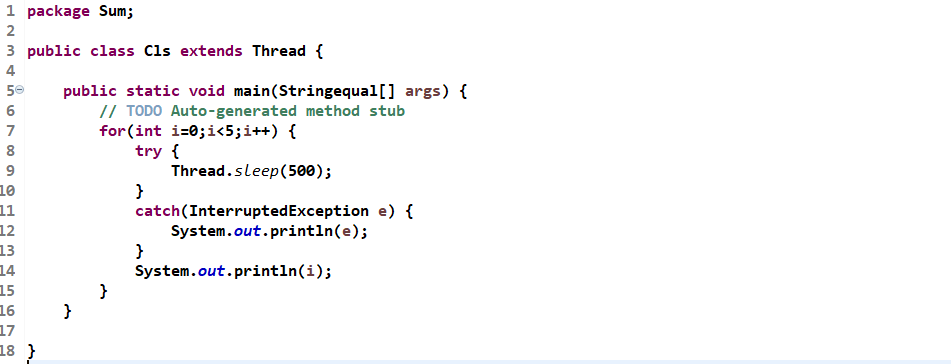 1 package Sum;
2
3 public class Cls extends Thread {
4
5 public static void main(Stringequal[] args) {
6 // TODO Auto-generated method stub
7 for(int i=0;i<5;i++) {
8 try {
9 Thread.sleep(500);
10 }
11 catch(InterruptedException e) {
12 System.out.println(e);
13 }
14 System.out.println(i);
15 }
16 }
17
18 }